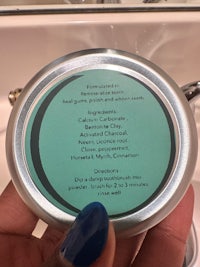 Formulated to
Remineralize teeth,
heal gums, polish and whiten teeth.
Ingredients:
Calcium Carbonate,
Bentonite Clay,
Activated Charcoal,
Neem, Licorice root,
Clove, peppermint,
Horsetail, Myrrh, Cinnamon
Directions:
Dip a damp toothbrush into
powder, brush for 2 to 3 minutes
rinse well